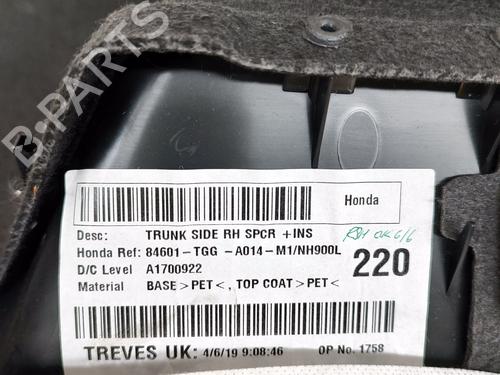 B-PARTS
Honda
Desc: TRUNK SIDE RH SPCR +INS
Honda Ref: 84601-TGG -A014-M1/NH900L
D/C Level A1700922
220
Material BASE>PET<, TOP COAT>PET<
TREVES UK: 4/6/19 9:08:46 OP No. 1758